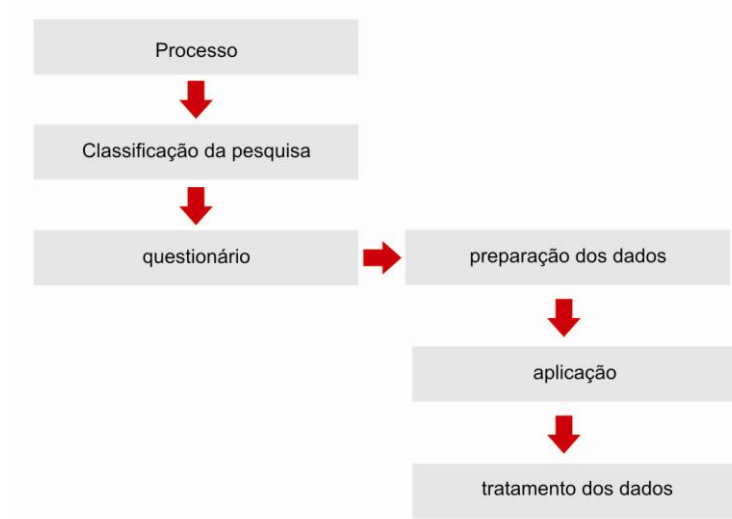 Processo
Classificação da pesquisa
questionário
preparação dos dados
aplicação
tratamento dos dados